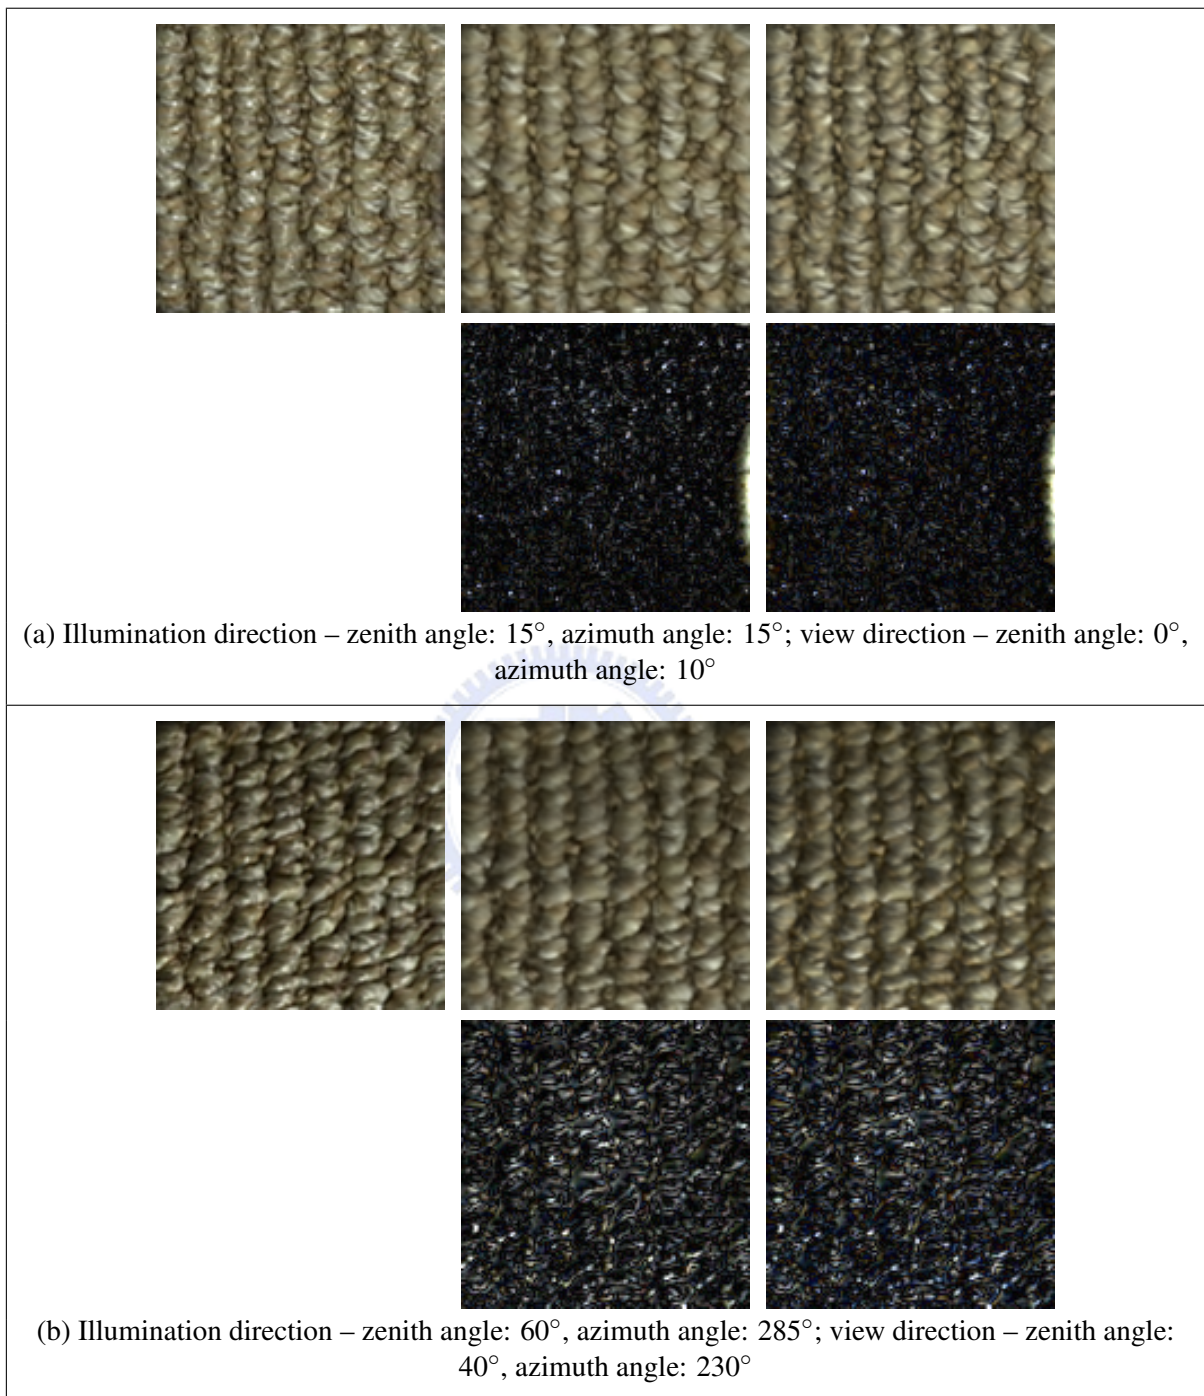 (a) Illumination direction – zenith angle: 15°, azimuth angle: 15°; view direction – zenith angle: 0°,
azimuth angle: 10°
(b) Illumination direction – zenith angle: 60°, azimuth angle: 285°; view direction – zenith angle:
40°, azimuth angle: 230°